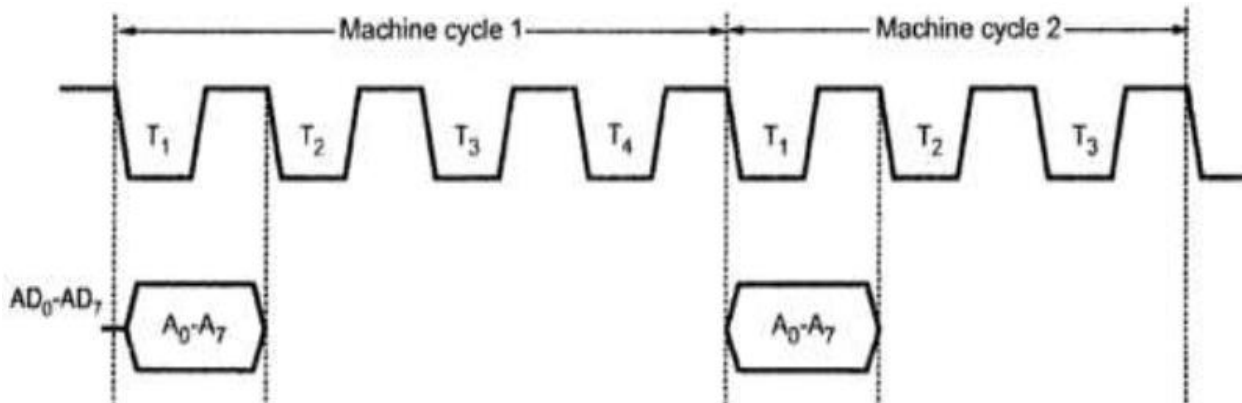 Machine cycle 1 Machine cycle 2
T₁ T₂ T₃ T₄ T₁ T₂ T₃
AD₀-AD₇ A₀-A₇ A₀-A₇